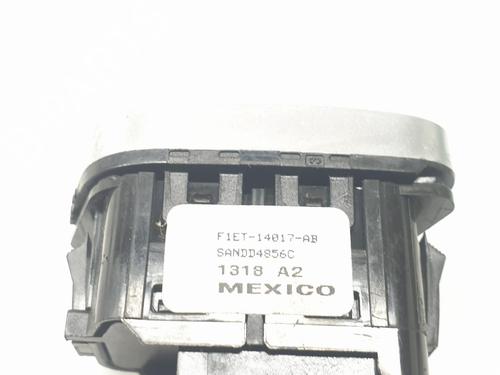 F1ET-14017-AB
SANDD4856C
1318 A2
MEXICO